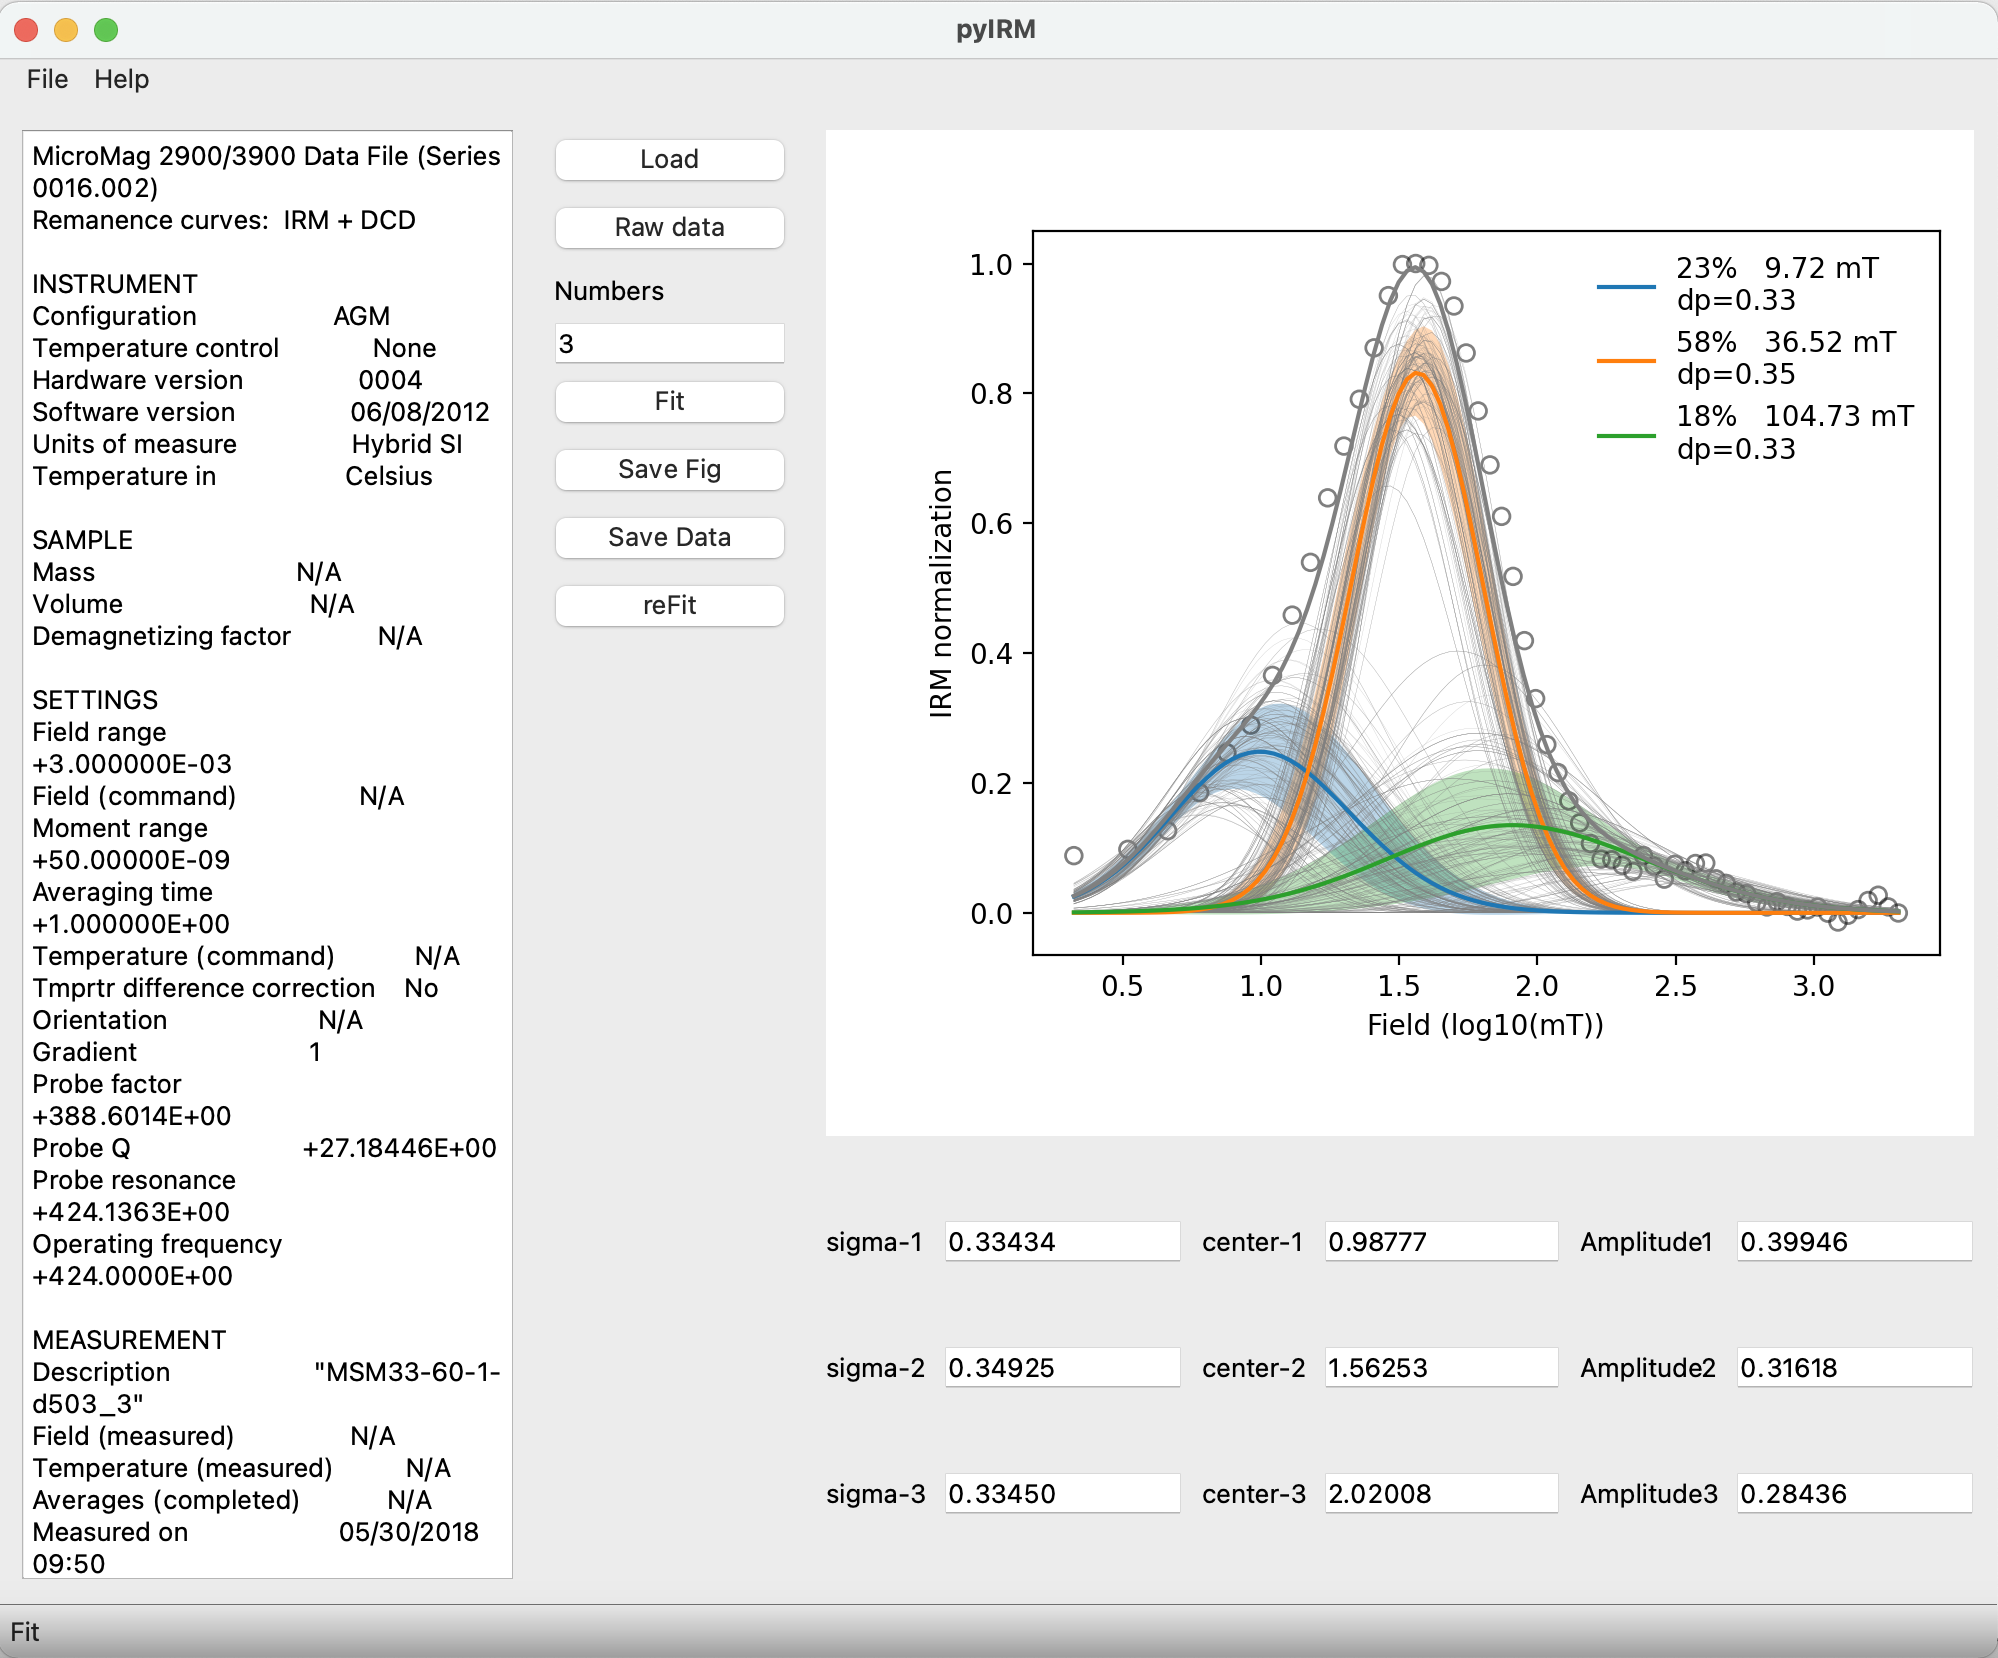 pyIRM
File Help
MicroMag 2900/3900 Data File (Series
0016.002)
Remanence curves: IRM + DCD
INSTRUMENT
Configuration AGM
Temperature control None
Hardware version 0004
Software version 06/08/2012
Units of measure Hybrid SI
Temperature in Celsius
SAMPLE
Mass N/A
Volume N/A
Demagnetizing factor N/A
SETTINGS
Field range
+3.000000E-03
Field (command) N/A
Moment range
+50.00000E-09
Averaging time
+1.000000E+00
Temperature (command) N/A
Tmprtr difference correction No
Orientation N/A
Gradient 1
Probe factor
+388.6014E+00
Probe Q +27.18446E+00
Probe resonance
+424.1363E+00
Operating frequency
+424.0000E+00
MEASUREMENT
Description "MSM33-60-1-
d503_3"
Field (measured) N/A
Temperature (measured) N/A
Averages (completed) N/A
Measured on 05/30/2018
09:50
Load
Raw data
Numbers
3
Fit
Save Fig
Save Data
reFit
IRM normalization
1.0
0.8
0.6
0.4
0.2
0.0
23% 9.72 mT
dp=0.33
58% 36.52 mT
dp=0.35
18% 104.73 mT
dp=0.33
0.5 1.0 1.5 2.0 2.5 3.0
Field (log10(mT))
sigma-1 0.33434 center-1 0.98777 Amplitude1 0.39946
sigma-2 0.34925 center-2 1.56253 Amplitude2 0.31618
sigma-3 0.33450 center-3 2.02008 Amplitude3 0.28436
Fit